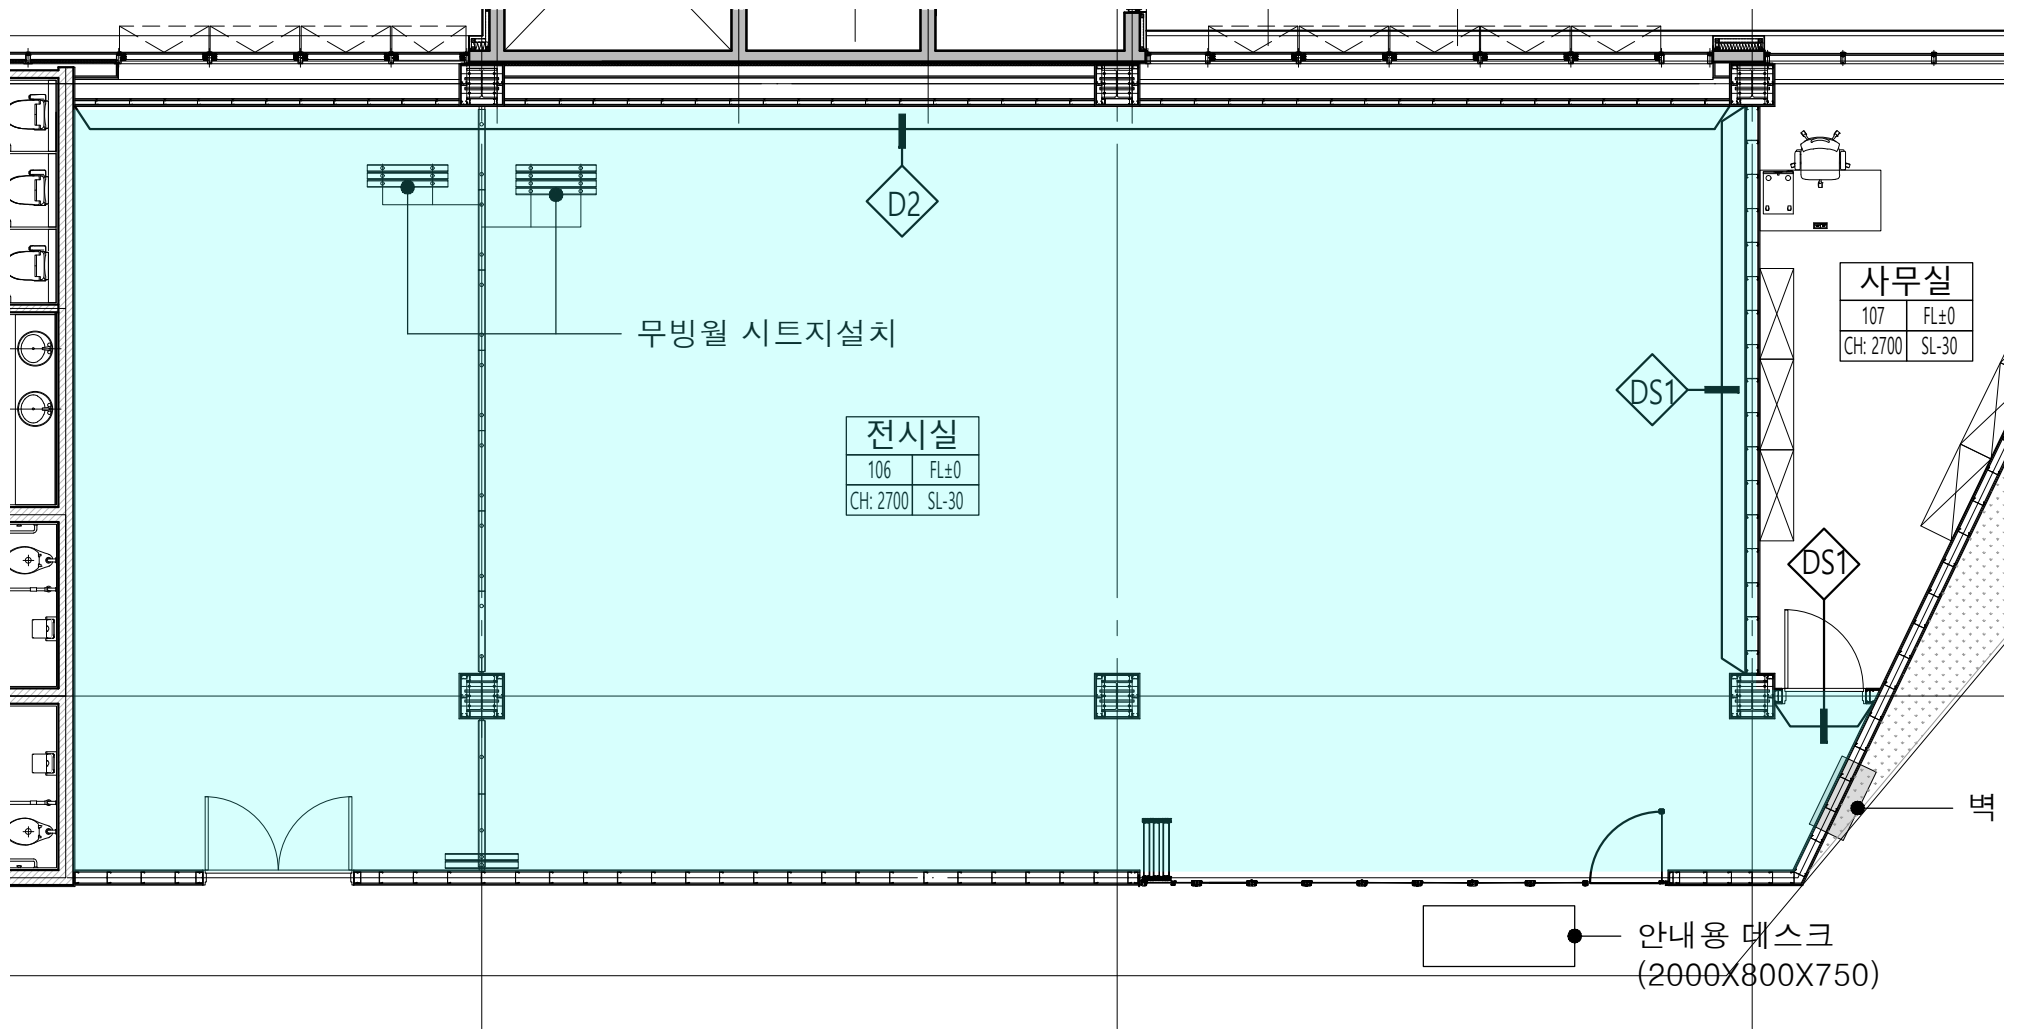 D2
사무실
107 FL±0
CH: 2700 SL-30
무빙월 시트지설치
DS1
전시실
106 FL±0
CH: 2700 SL-30
DS1
벽
안내용 데스크
(2000X800X750)